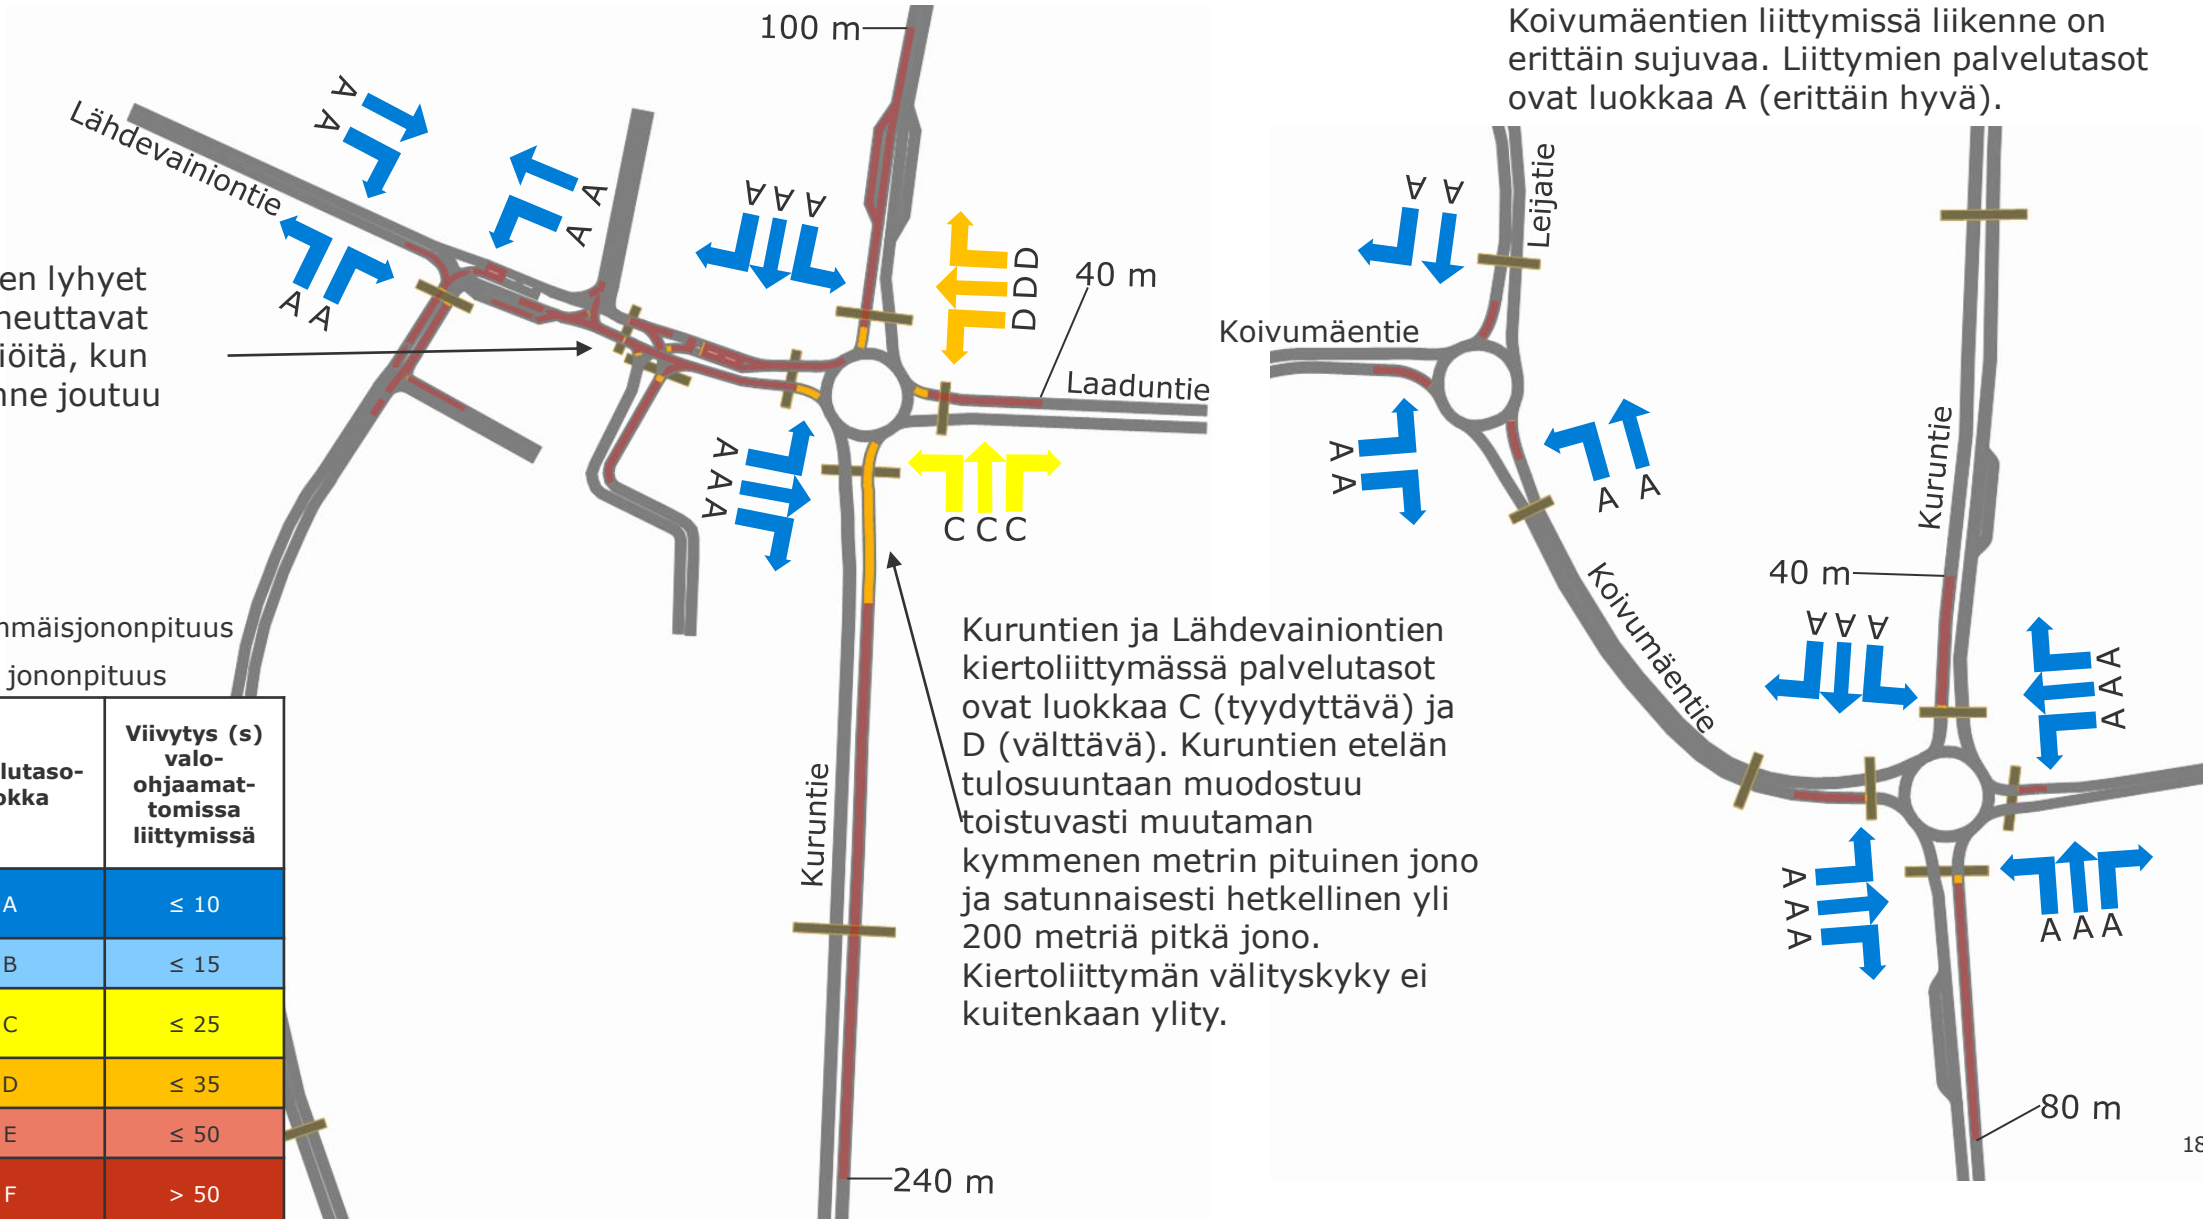 100 m
Koivumäentien liittymissä liikenne on
erittäin sujuvaa. Liittymien palvelutasot
ovat luokkaa A (erittäin hyvä).
Lähdevainiontie
A
A
A
A
A A
A A A
D
D
D
40 m
Laaduntie
A
A
A
C C C
en lyhyet
neuttavat
iöitä, kun
nne joutuu
Leijatie
A A
Koivumäentie
A
A
A A
Kuruntie
Koivumäentie
40 m
A A A
A
A
A
A
A
A
A A A
80 m
Kuruntien ja Lähdevainiontien
kiertoliittymässä palvelutasot
ovat luokkaa C (tyydyttävä) ja
D (välttävä). Kuruntien etelän
tulosuuntaan muodostuu
toistuvasti muutaman
kymmenen metrin pituinen jono
ja satunnaisesti hetkellinen yli
200 metriä pitkä jono.
Kiertoliittymän välityskyky ei
kuitenkaan ylity.
Kuruntie
240 m
nmäisjononpituus
jononpituus
lutaso-
okka
Viivytys (s)
valo-
ohjaamat-
tomissa
liittymissä
A ≤ 10
B ≤ 15
C ≤ 25
D ≤ 35
E ≤ 50
F > 50
18